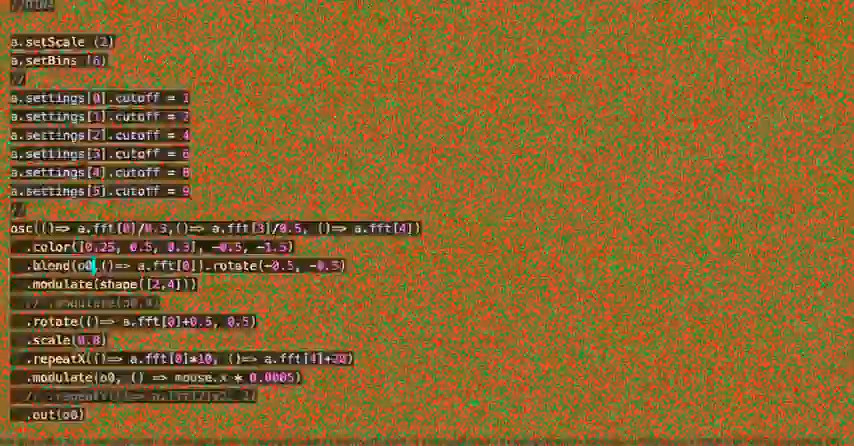 a.setScale (2)
a.setBins (6)
//
a.settings[0].cutoff = 1
a.settings[1].cutoff = 2
a.settings[2].cutoff = 4
a.settings[3].cutoff = 6
a.settings[4].cutoff = 8
a.settings[5].cutoff = 9
//
osc(()=> a.fft[0]/0.3,()=> a.fft[3]/0.5, ()=> a.fft[4])
.color([0.25, 0.5, 0.3], -0.5, -1.5)
.blend(o0,()=> a.fft[0]).rotate(-0.5, -0.5)
.modulate(shape([2,4]))
// .modulate(o0,
.rotate(()=> a.fft[0]+0.5, 0.5)
.scale(0.8)
.repeatX(()=> a.fft[0]*10, ()=> a.fft[4]+20)
.modulate(o0, () => mouse.x * 0.0005)
.out(o0)